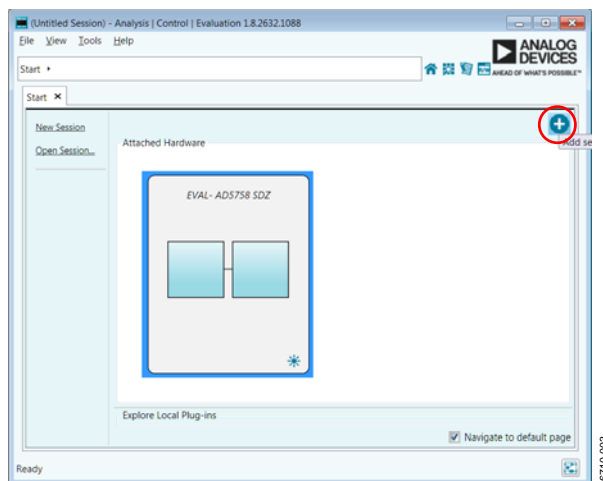 (Untitled Session) - Analysis | Control | Evaluation 1.8.2632.1088
File View Tools Help
ANALOG
DEVICES
AHEAD OF WHAT'S POSSIBLE™
Start
Start
New Session
Open Session...
Add se
Attached Hardware
EVAL- AD5758 SDZ
Explore Local Plug-ins
Navigate to default page
Ready